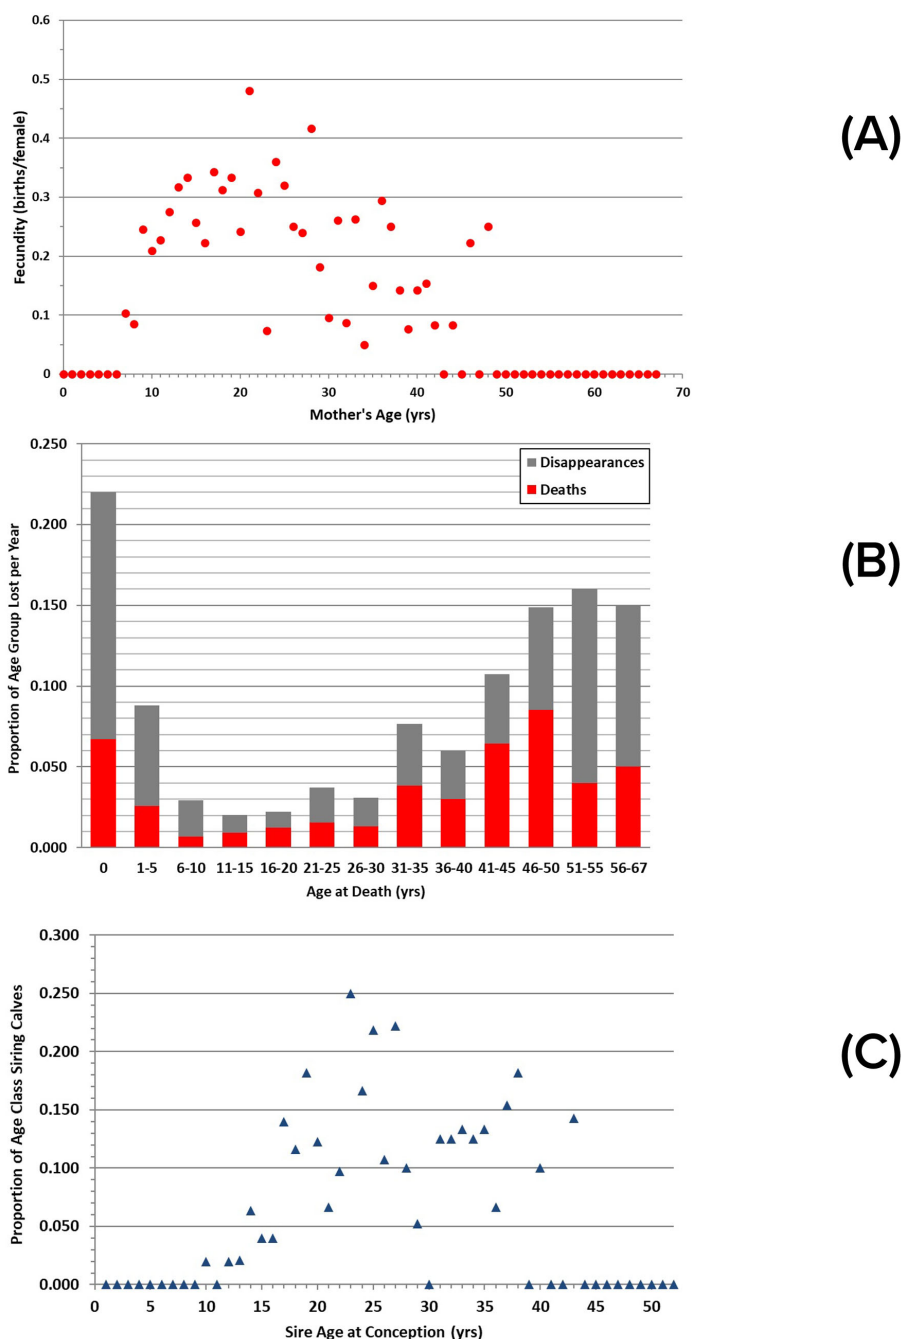 0.6
0.5
0.4
0.3
0.2
0.1
0
Fecundity (births/female)
0 10 20 30 40 50 60 70
Mother's Age (yrs)
(A)
0.250
0.200
0.150
0.100
0.050
0.000
Proportion of Age Group Lost per Year
Disappearances
Deaths
0 1-5 6-10 11-15 16-20 21-25 26-30 31-35 36-40 41-45 46-50 51-55 56-67
Age at Death (yrs)
(B)
0.300
0.250
0.200
0.150
0.100
0.050
0.000
Proportion of Age Class Siring Calves
0 5 10 15 20 25 30 35 40 45 50
Sire Age at Conception (yrs)
(C)